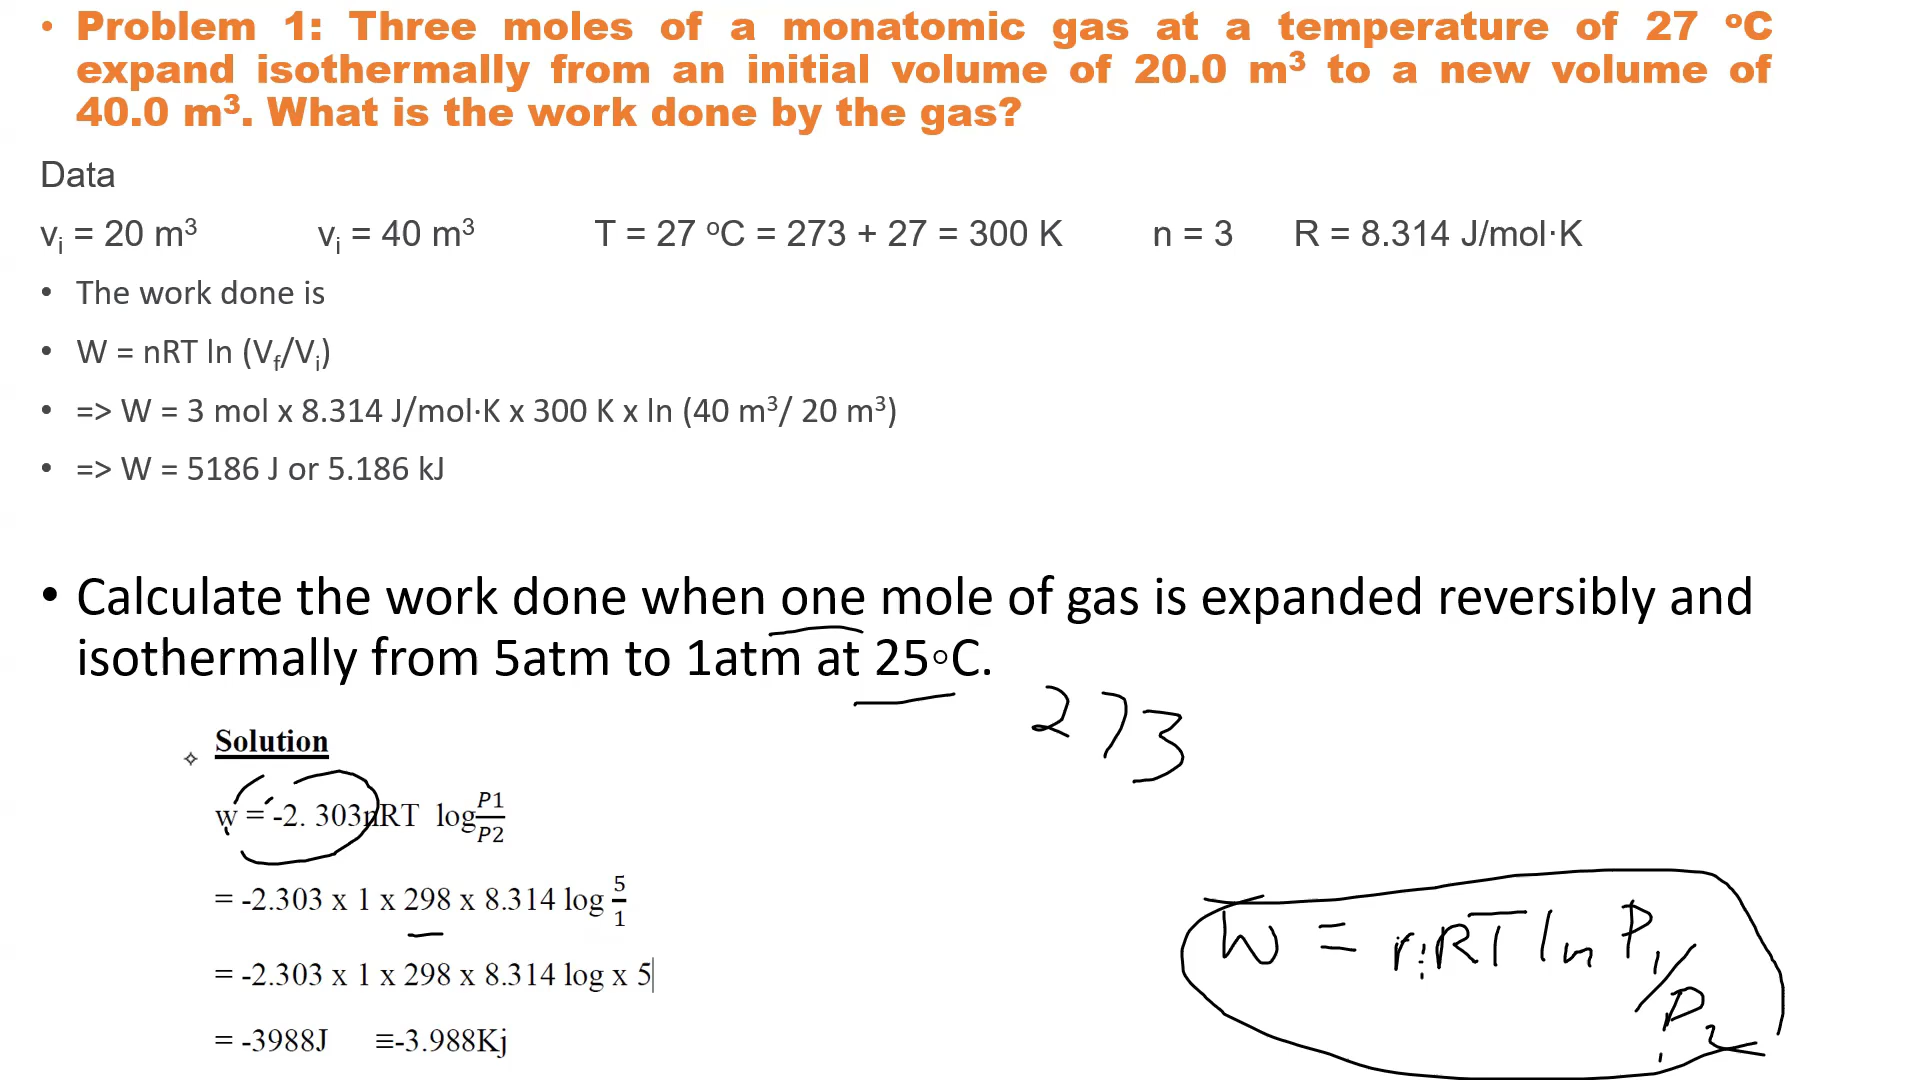 • Problem 1: Three moles of a monatomic gas at a temperature of 27 ºC
expand isothermally from an initial volume of 20.0 m³ to a new volume of
40.0 m³. What is the work done by the gas?
Data
vᵢ = 20 m³ vᵢ = 40 m³ T = 27 ºC = 273 + 27 = 300 K n = 3 R = 8.314 J/mol·K
• The work done is
• W = nRT ln (V_f/V_i)
• => W = 3 mol x 8.314 J/mol·K x 300 K x ln (40 m³/ 20 m³)
• => W = 5186 J or 5.186 kJ
• Calculate the work done when one mole of gas is expanded reversibly and
isothermally from 5atm to 1atm at 25◦C.
273
Solution
w = -2. 303nRT log P1/P2
= -2.303 x 1 x 298 x 8.314 log 5/1
= -2.303 x 1 x 298 x 8.314 log x 5
= -3988J ≡-3.988Kj
W = nRT ln P₁/P₂